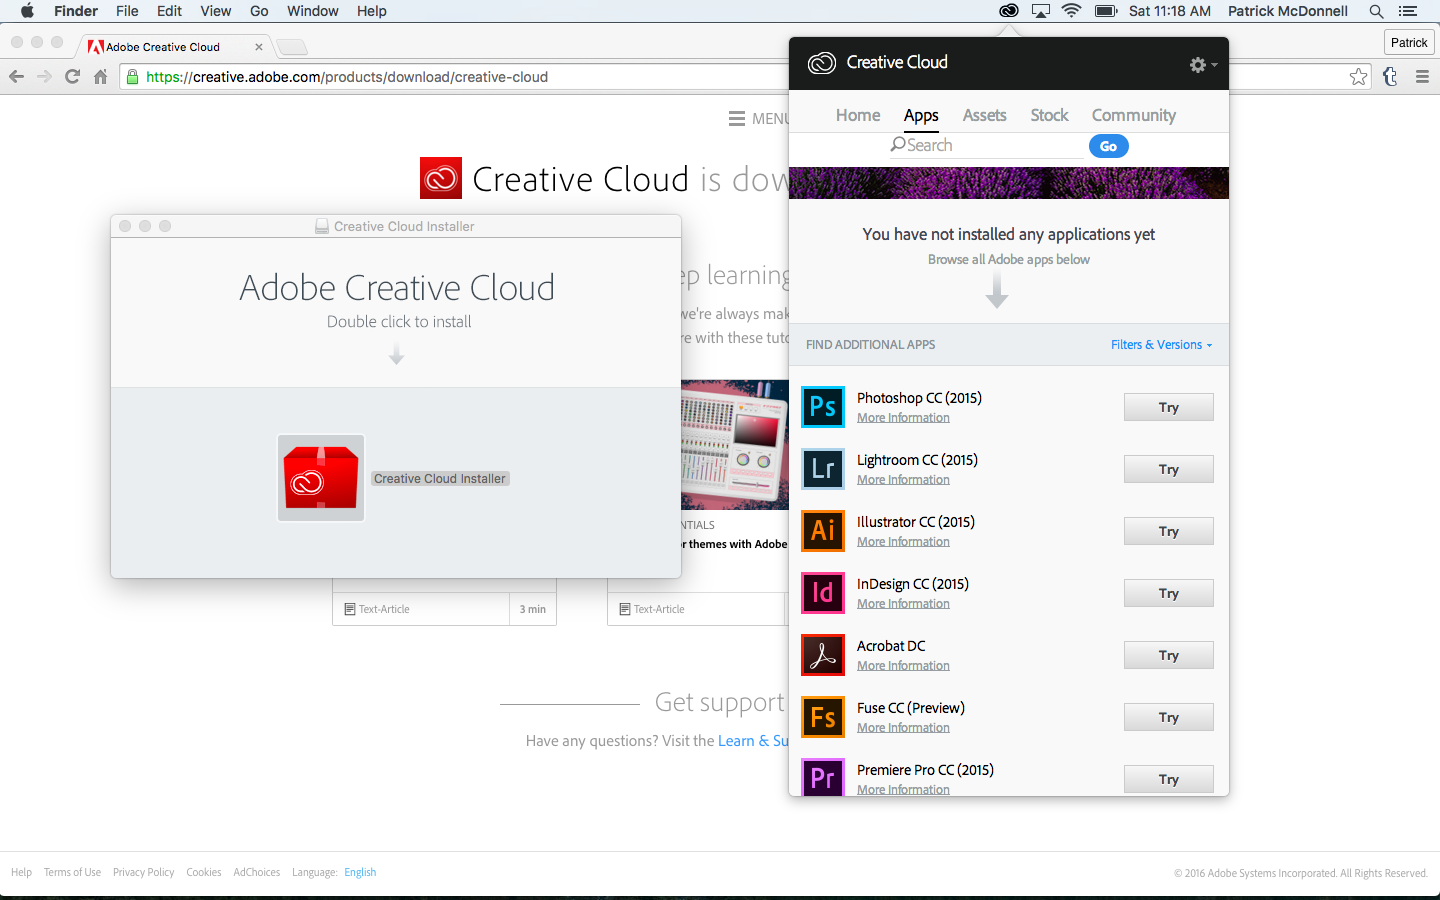 Finder File Edit View Go Window Help
Sat 11:18 AM Patrick McDonnell
Adobe Creative Cloud
Patrick
https://creative.adobe.com/products/download/creative-cloud
MENU
Creative Cloud is dow
Creative Cloud Installer
Adobe Creative Cloud
Double click to install
Creative Cloud Installer
ep learning
we're always mak
re with these tuto
NTIALS
or themes with Adobe
Text-Article 3 min
Text-Article
Get support
Have any questions? Visit the Learn & Su
Creative Cloud
Home Apps Assets Stock Community
Search Go
You have not installed any applications yet
Browse all Adobe apps below
FIND ADDITIONAL APPS Filters & Versions
Ps Photoshop CC (2015) Try
More Information
Lr Lightroom CC (2015) Try
More Information
Ai Illustrator CC (2015) Try
More Information
Id InDesign CC (2015) Try
More Information
Acrobat DC Try
More Information
Fs Fuse CC (Preview) Try
More Information
Pr Premiere Pro CC (2015) Try
More Information
Help Terms of Use Privacy Policy Cookies AdChoices Language: English
© 2016 Adobe Systems Incorporated. All Rights Reserved.